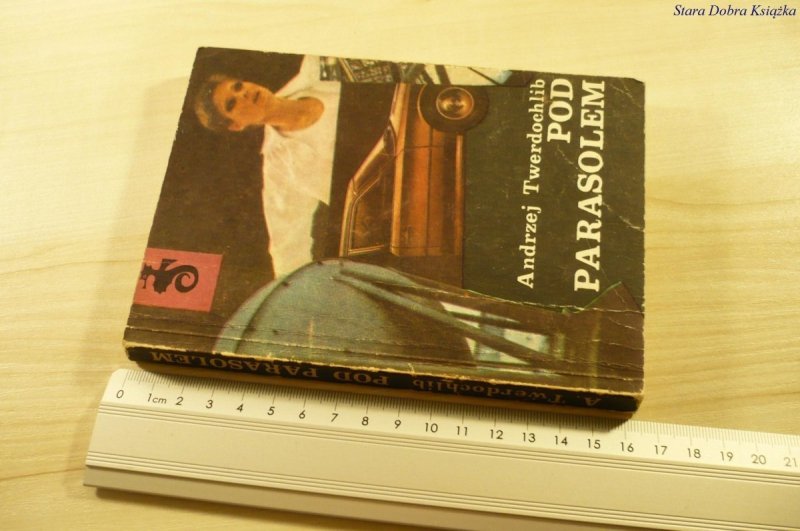 Stara Dobra Książka
Andrzej Twerdochlib
POD
PARASOLEM
A. Twerdochlib POD PARASOLEM
0 1cm 2 3 4 5 6 7 8 9 10 11 12 13 14 15 16 17 18 19 20 21